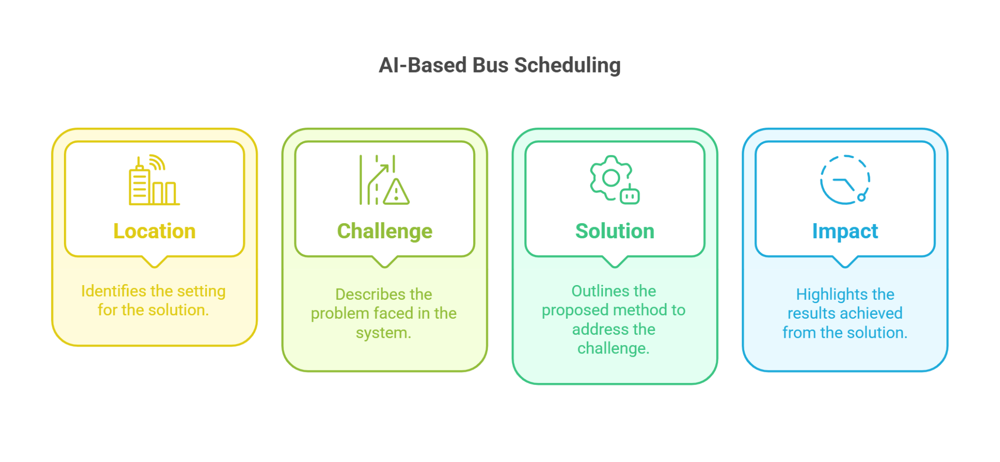 AI-Based Bus Scheduling
Location
Identifies the setting
for the solution.
Challenge
Describes the
problem faced in the
system.
Solution
Outlines the
proposed method to
address the
challenge.
Impact
Highlights the
results achieved
from the solution.